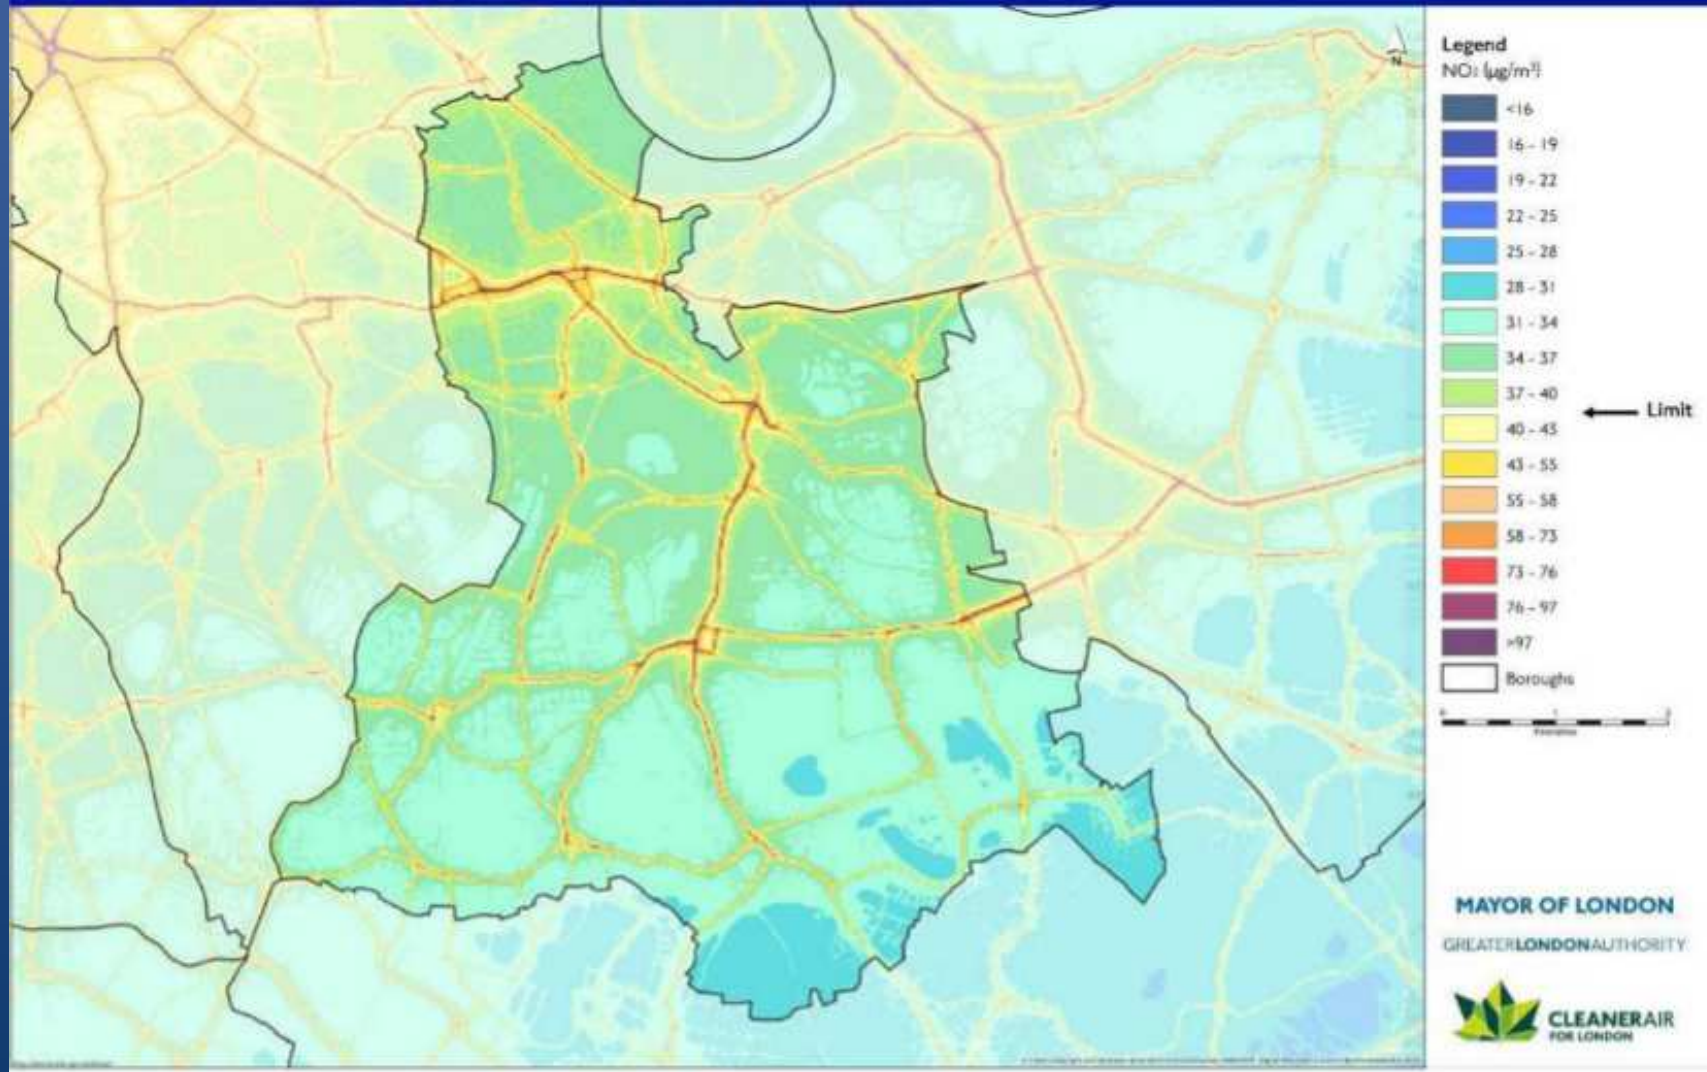 N
Legend
NO₂ (µg/m³)
<16
16 - 19
19 - 22
22 - 25
25 - 28
28 - 31
31 - 34
34 - 37
37 - 40
Limit
40 - 43
43 - 55
55 - 58
58 - 73
73 - 76
76 - 97
>97
Boroughs
Kilometres
MAYOR OF LONDON
GREATERLONDONAUTHORITY
CLEANERAIR
FOR LONDON